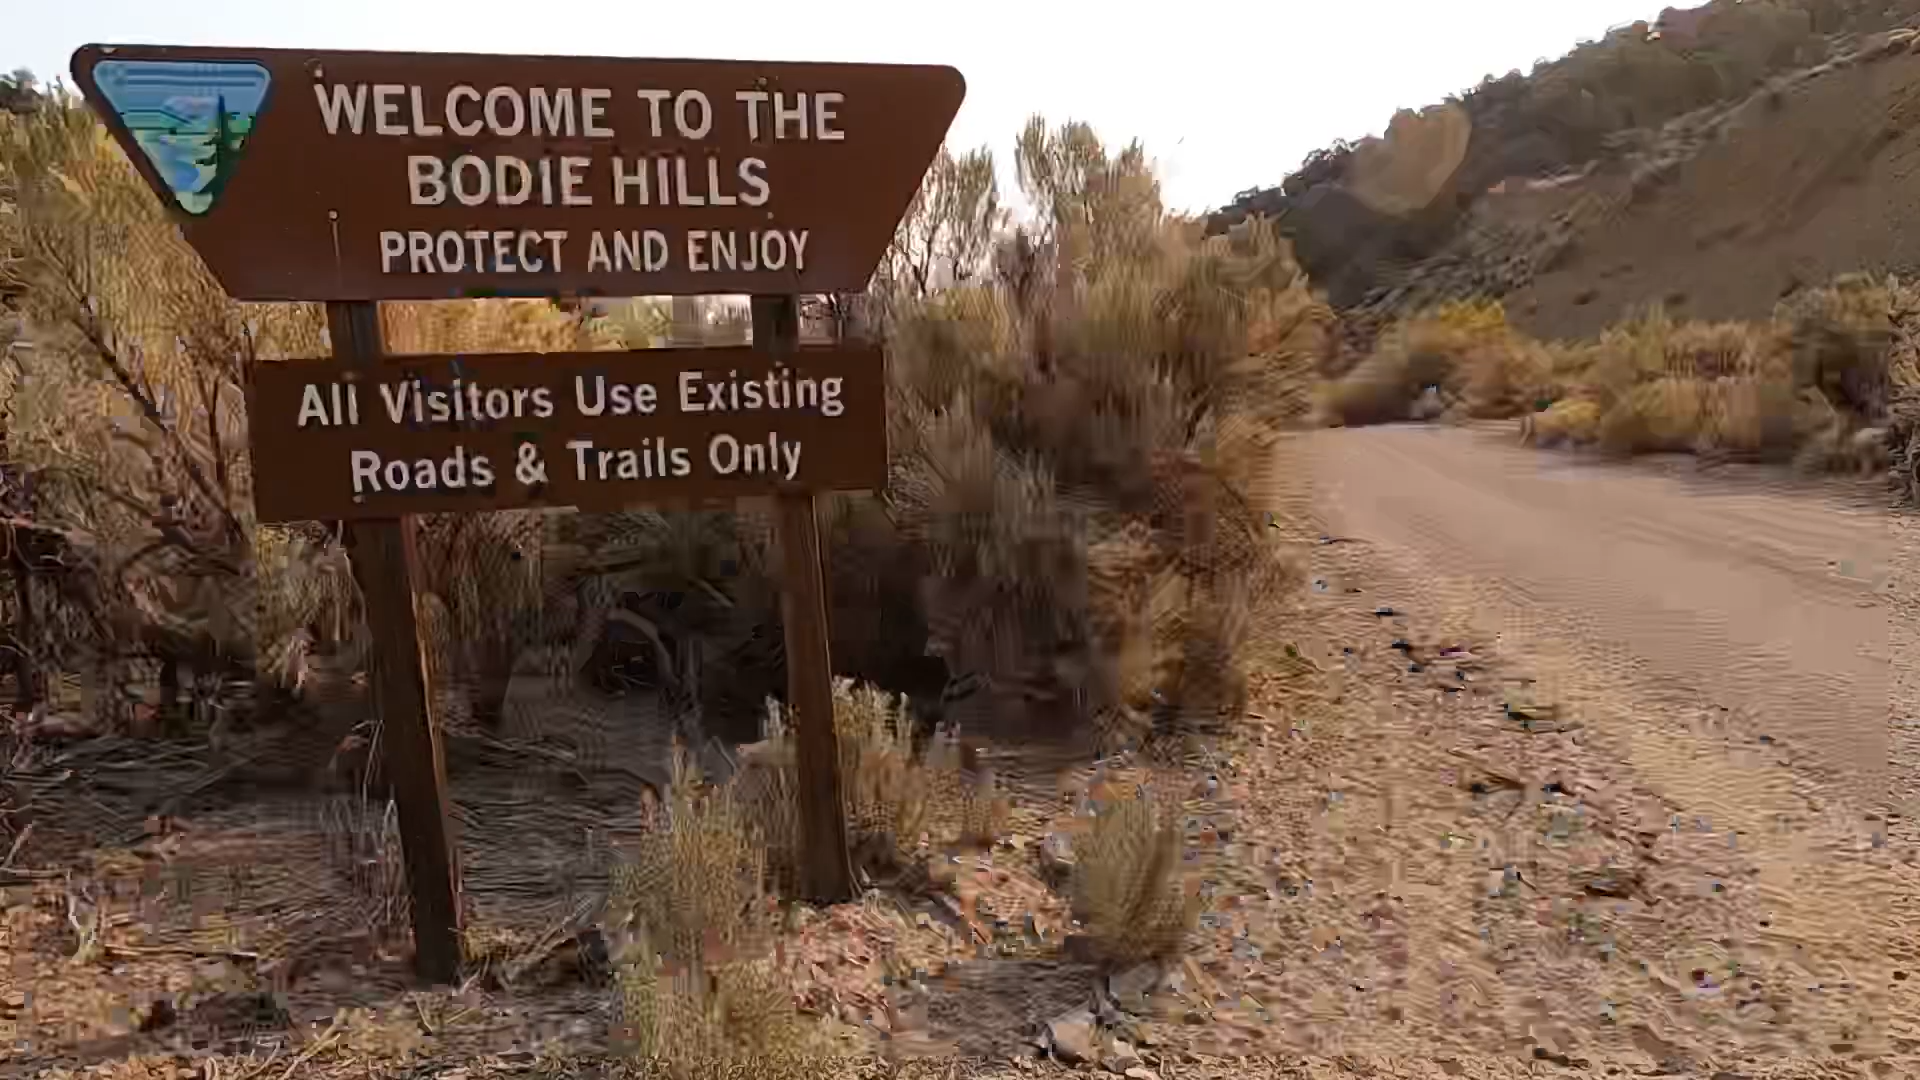 WELCOME TO THE
BODIE HILLS
PROTECT AND ENJOY
All Visitors Use Existing
Roads & Trails Only